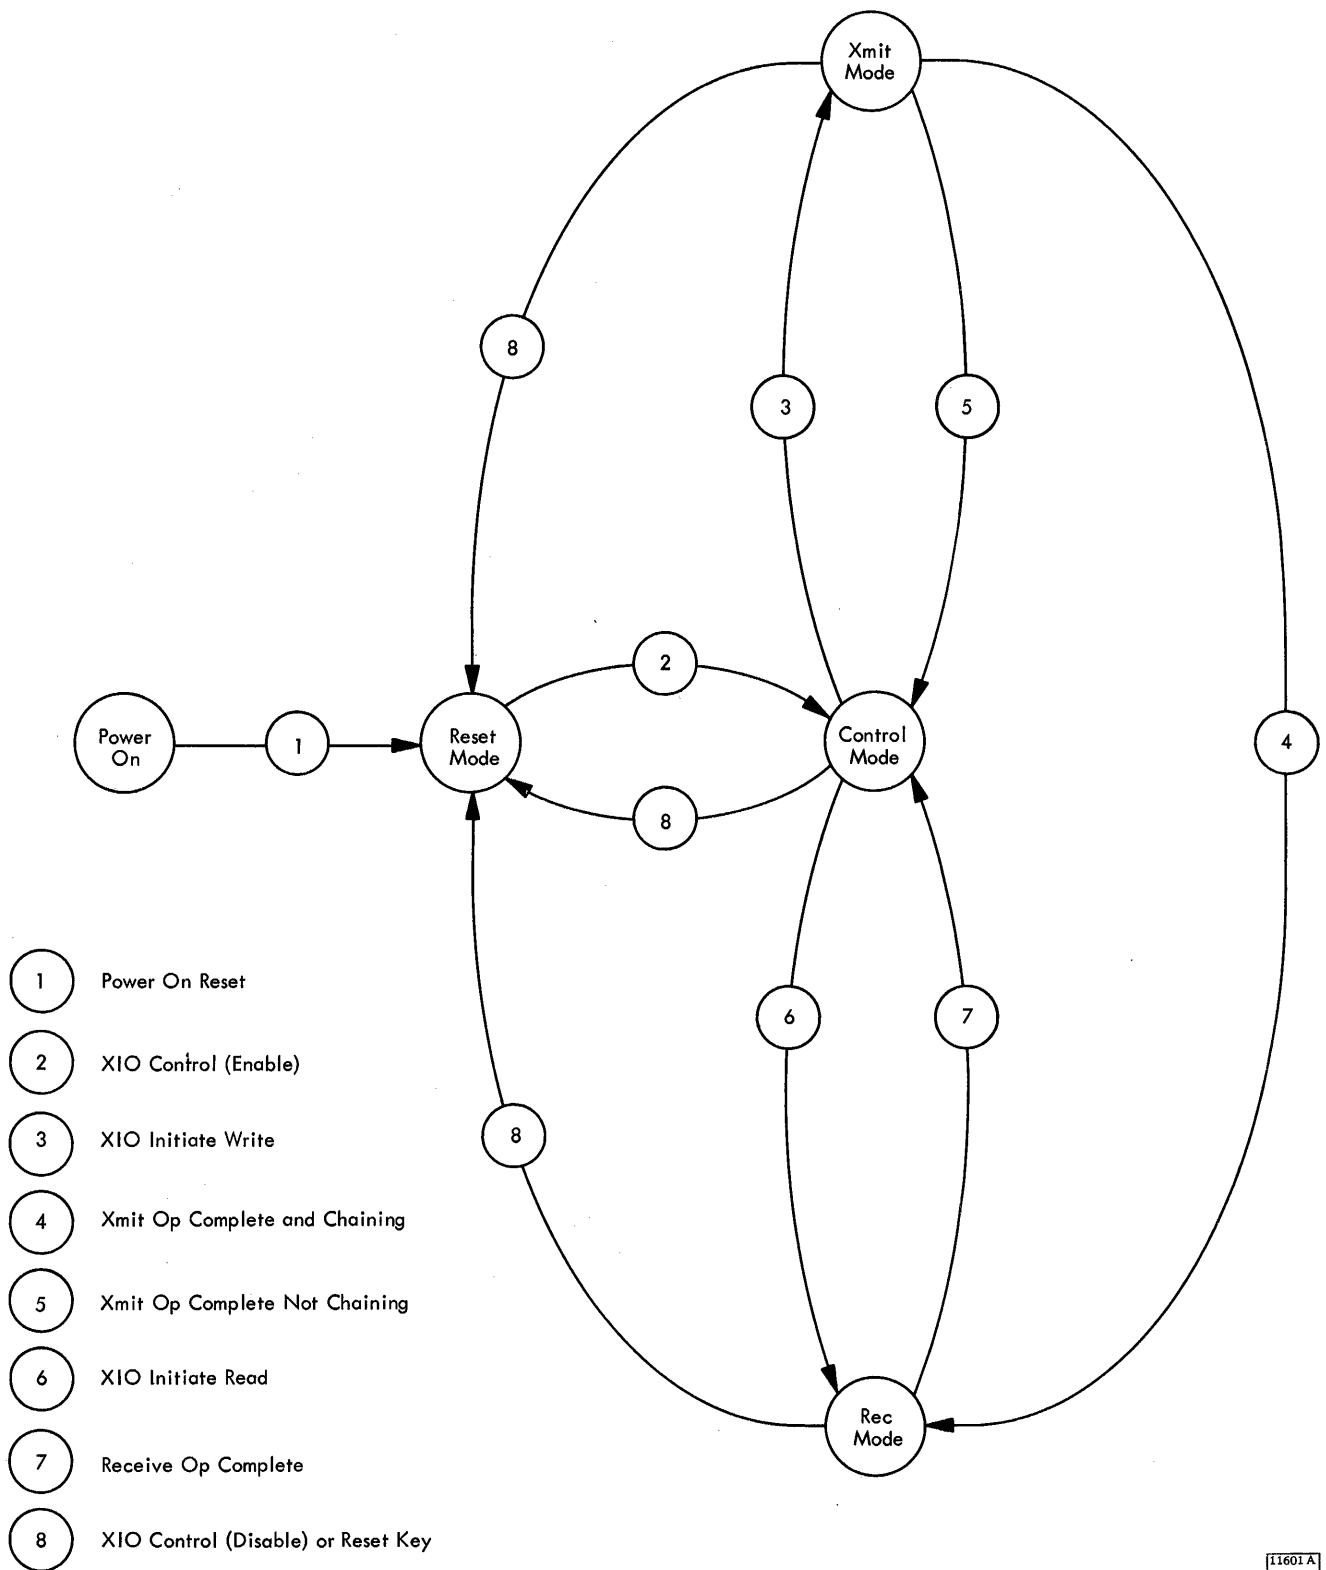 Xmit
Mode
8
3
5
2
Power
On
1
Reset
Mode
Control
Mode
4
8
6
7
8
Rec
Mode
1 Power On Reset
2 XIO Control (Enable)
3 XIO Initiate Write
4 Xmit Op Complete and Chaining
5 Xmit Op Complete Not Chaining
6 XIO Initiate Read
7 Receive Op Complete
8 XIO Control (Disable) or Reset Key
11601 A